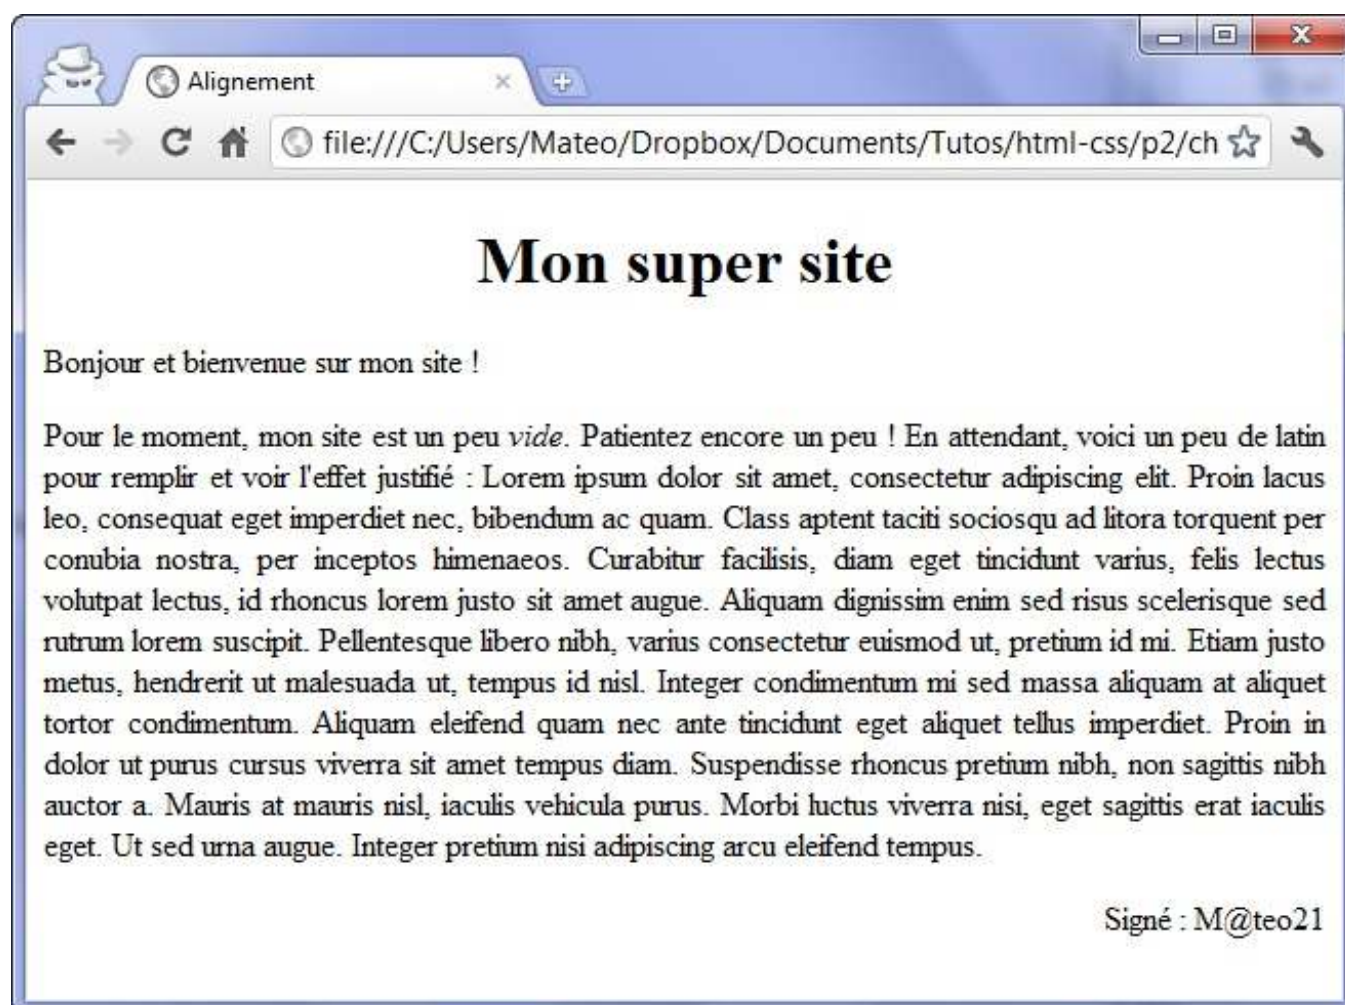 Alignement
file:///C:/Users/Mateo/Dropbox/Documents/Tutos/html-css/p2/ch
Mon super site
Bonjour et bienvenue sur mon site !
Pour le moment, mon site est un peu vide. Patientez encore un peu ! En attendant, voici un peu de latin
pour remplir et voir l'effet justifié : Lorem ipsum dolor sit amet, consectetur adipiscing elit. Proin lacus
leo, consequat eget imperdiet nec, bibendum ac quam. Class aptent taciti sociosqu ad litora torquent per
conubia nostra, per inceptos himenaeos. Curabitur facilisis, diam eget tincidunt varius, felis lectus
volutpat lectus, id rhoncus lorem justo sit amet augue. Aliquam dignissim enim sed risus scelerisque sed
rutrum lorem suscipit. Pellentesque libero nibh, varius consectetur euismod ut, pretium id mi. Etiam justo
metus, hendrerit ut malesuada ut, tempus id nisl. Integer condimentum mi sed massa aliquam at aliquet
tortor condimentum. Aliquam eleifend quam nec ante tincidunt eget aliquet tellus imperdiet. Proin in
dolor ut purus cursus viverra sit amet tempus diam. Suspendisse rhoncus pretium nibh, non sagittis nibh
auctor a. Mauris at mauris nisl, iaculis vehicula purus. Morbi luctus viverra nisi, eget sagittis erat iaculis
eget. Ut sed urna augue. Integer pretium nisi adipiscing arcu eleifend tempus.
Signé : M@teo21